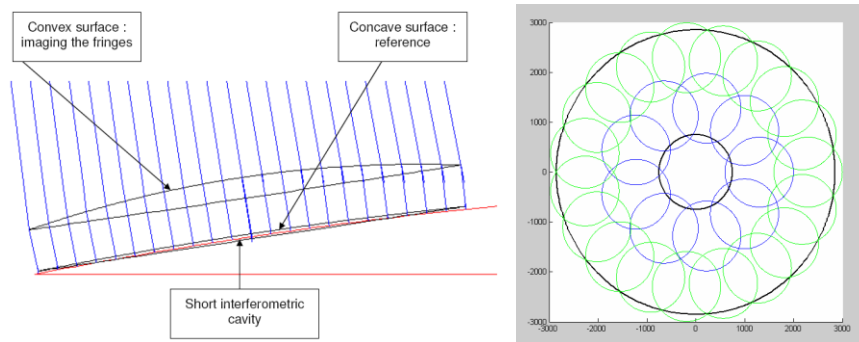 Convex surface :
imaging the fringes
Concave surface :
reference
Short interferometric
cavity
3000
2000
1000
0
-1000
-2000
-3000
-3000
-2000
-1000
0
1000
2000
3000